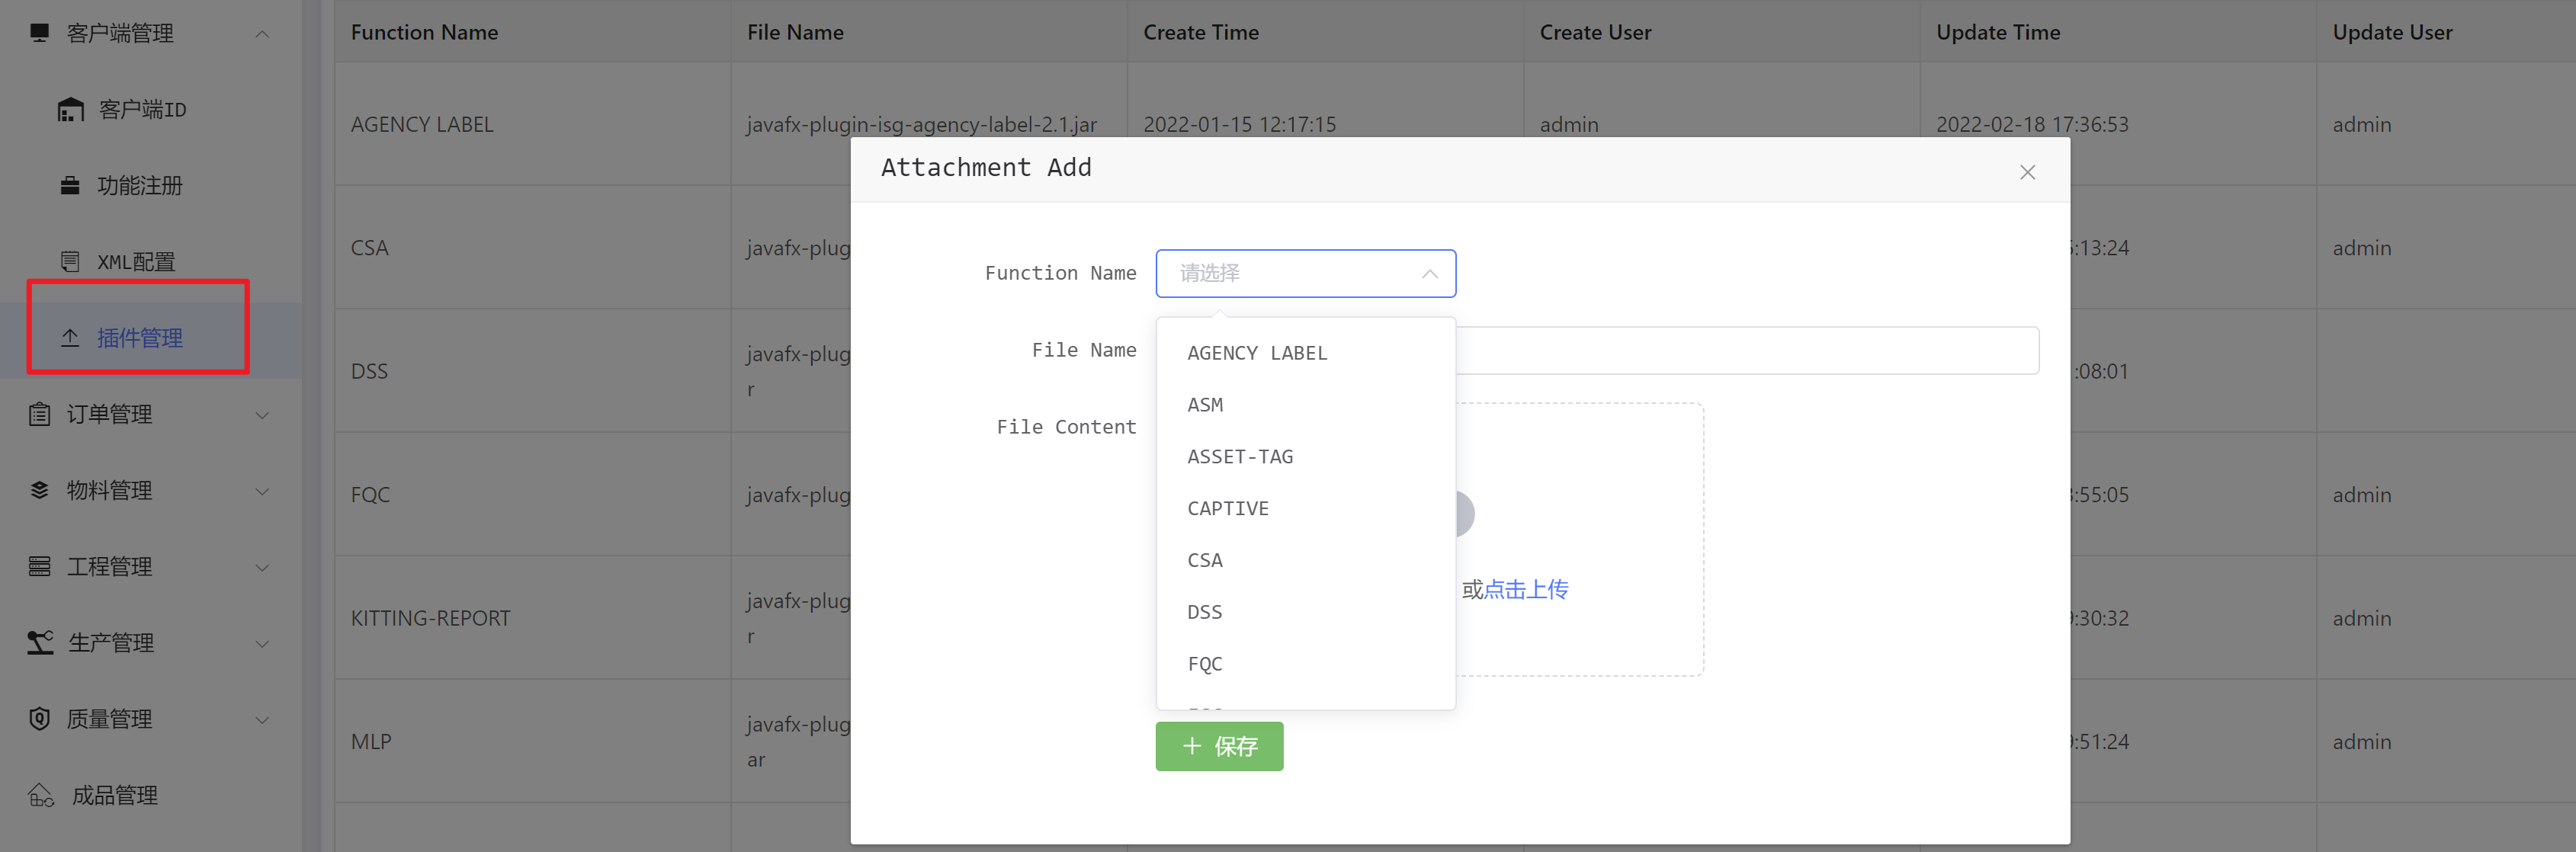 客户端管理
客户端ID
功能注册
XML配置
插件管理
订单管理
物料管理
工程管理
生产管理
质量管理
成品管理
Function Name File Name Create Time Create User Update Time Update User
AGENCY LABEL javafx-plugin-isg-agency-label-2.1.jar 2022-01-15 12:17:15 admin 2022-02-18 17:36:53 admin
CSA javafx-plug :13:24 admin
DSS javafx-plug
r :08:01
FQC javafx-plug :55:05 admin
KITTING-REPORT javafx-plug
r :30:32 admin
MLP javafx-plug
ar :51:24 admin
Attachment Add
Function Name 请选择
File Name
File Content
AGENCY LABEL
ASM
ASSET-TAG
CAPTIVE
CSA
DSS
FQC
或点击上传
保存